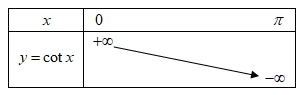 x 0 π
+∞
y = cot x
−∞